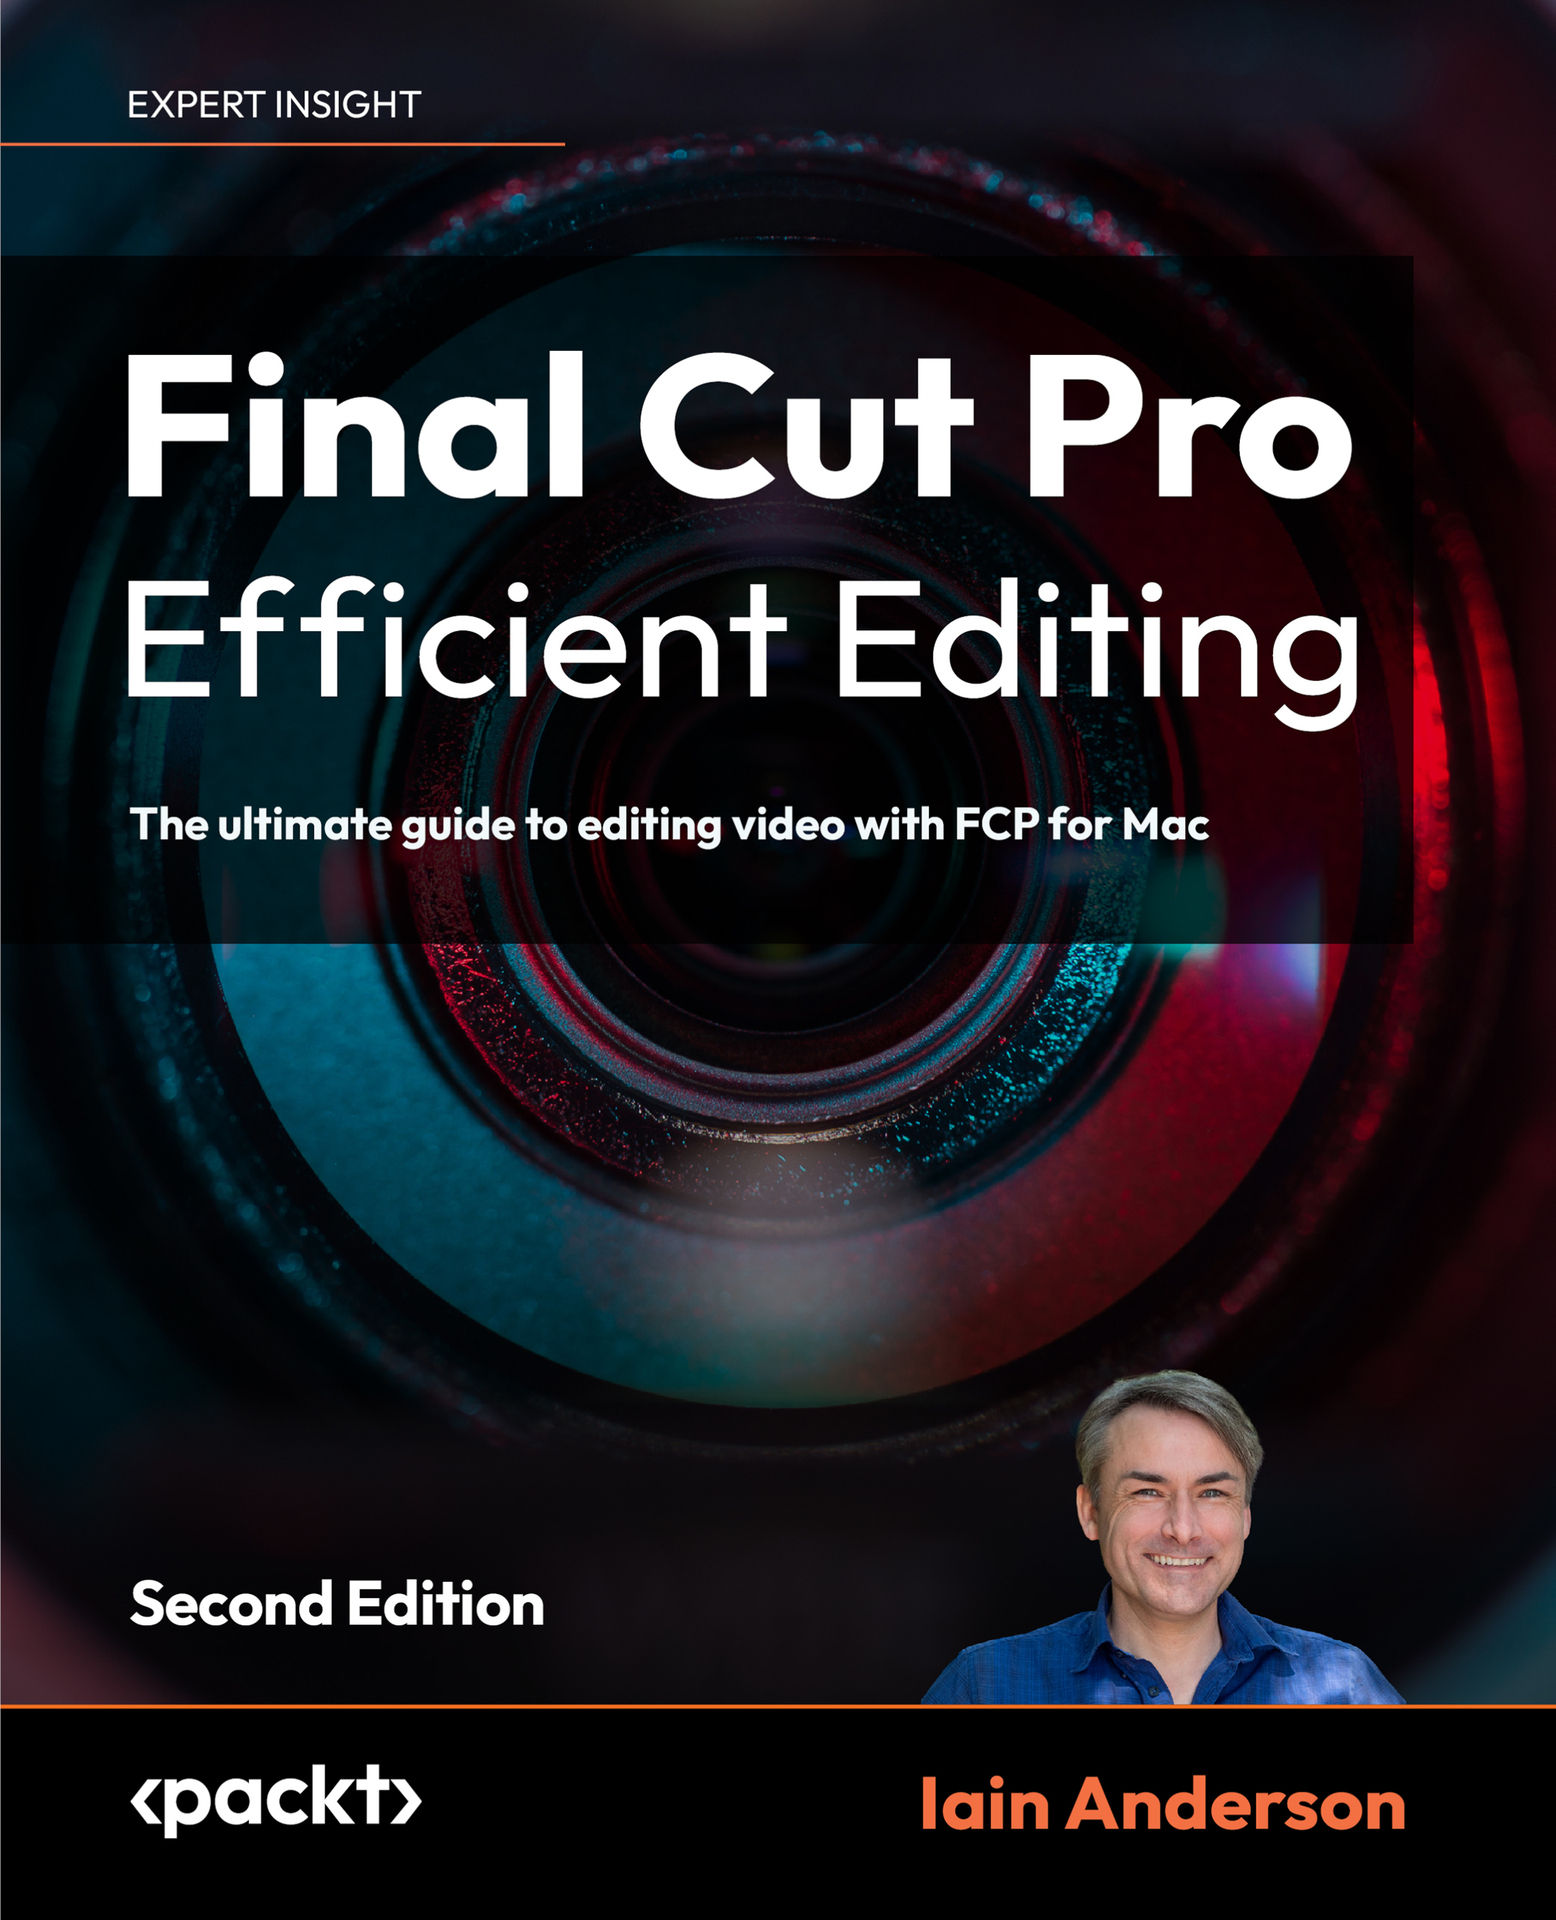 EXPERT INSIGHT
Final Cut Pro
Efficient Editing
The ultimate guide to editing video with FCP for Mac
Second Edition
<packt>
Iain Anderson